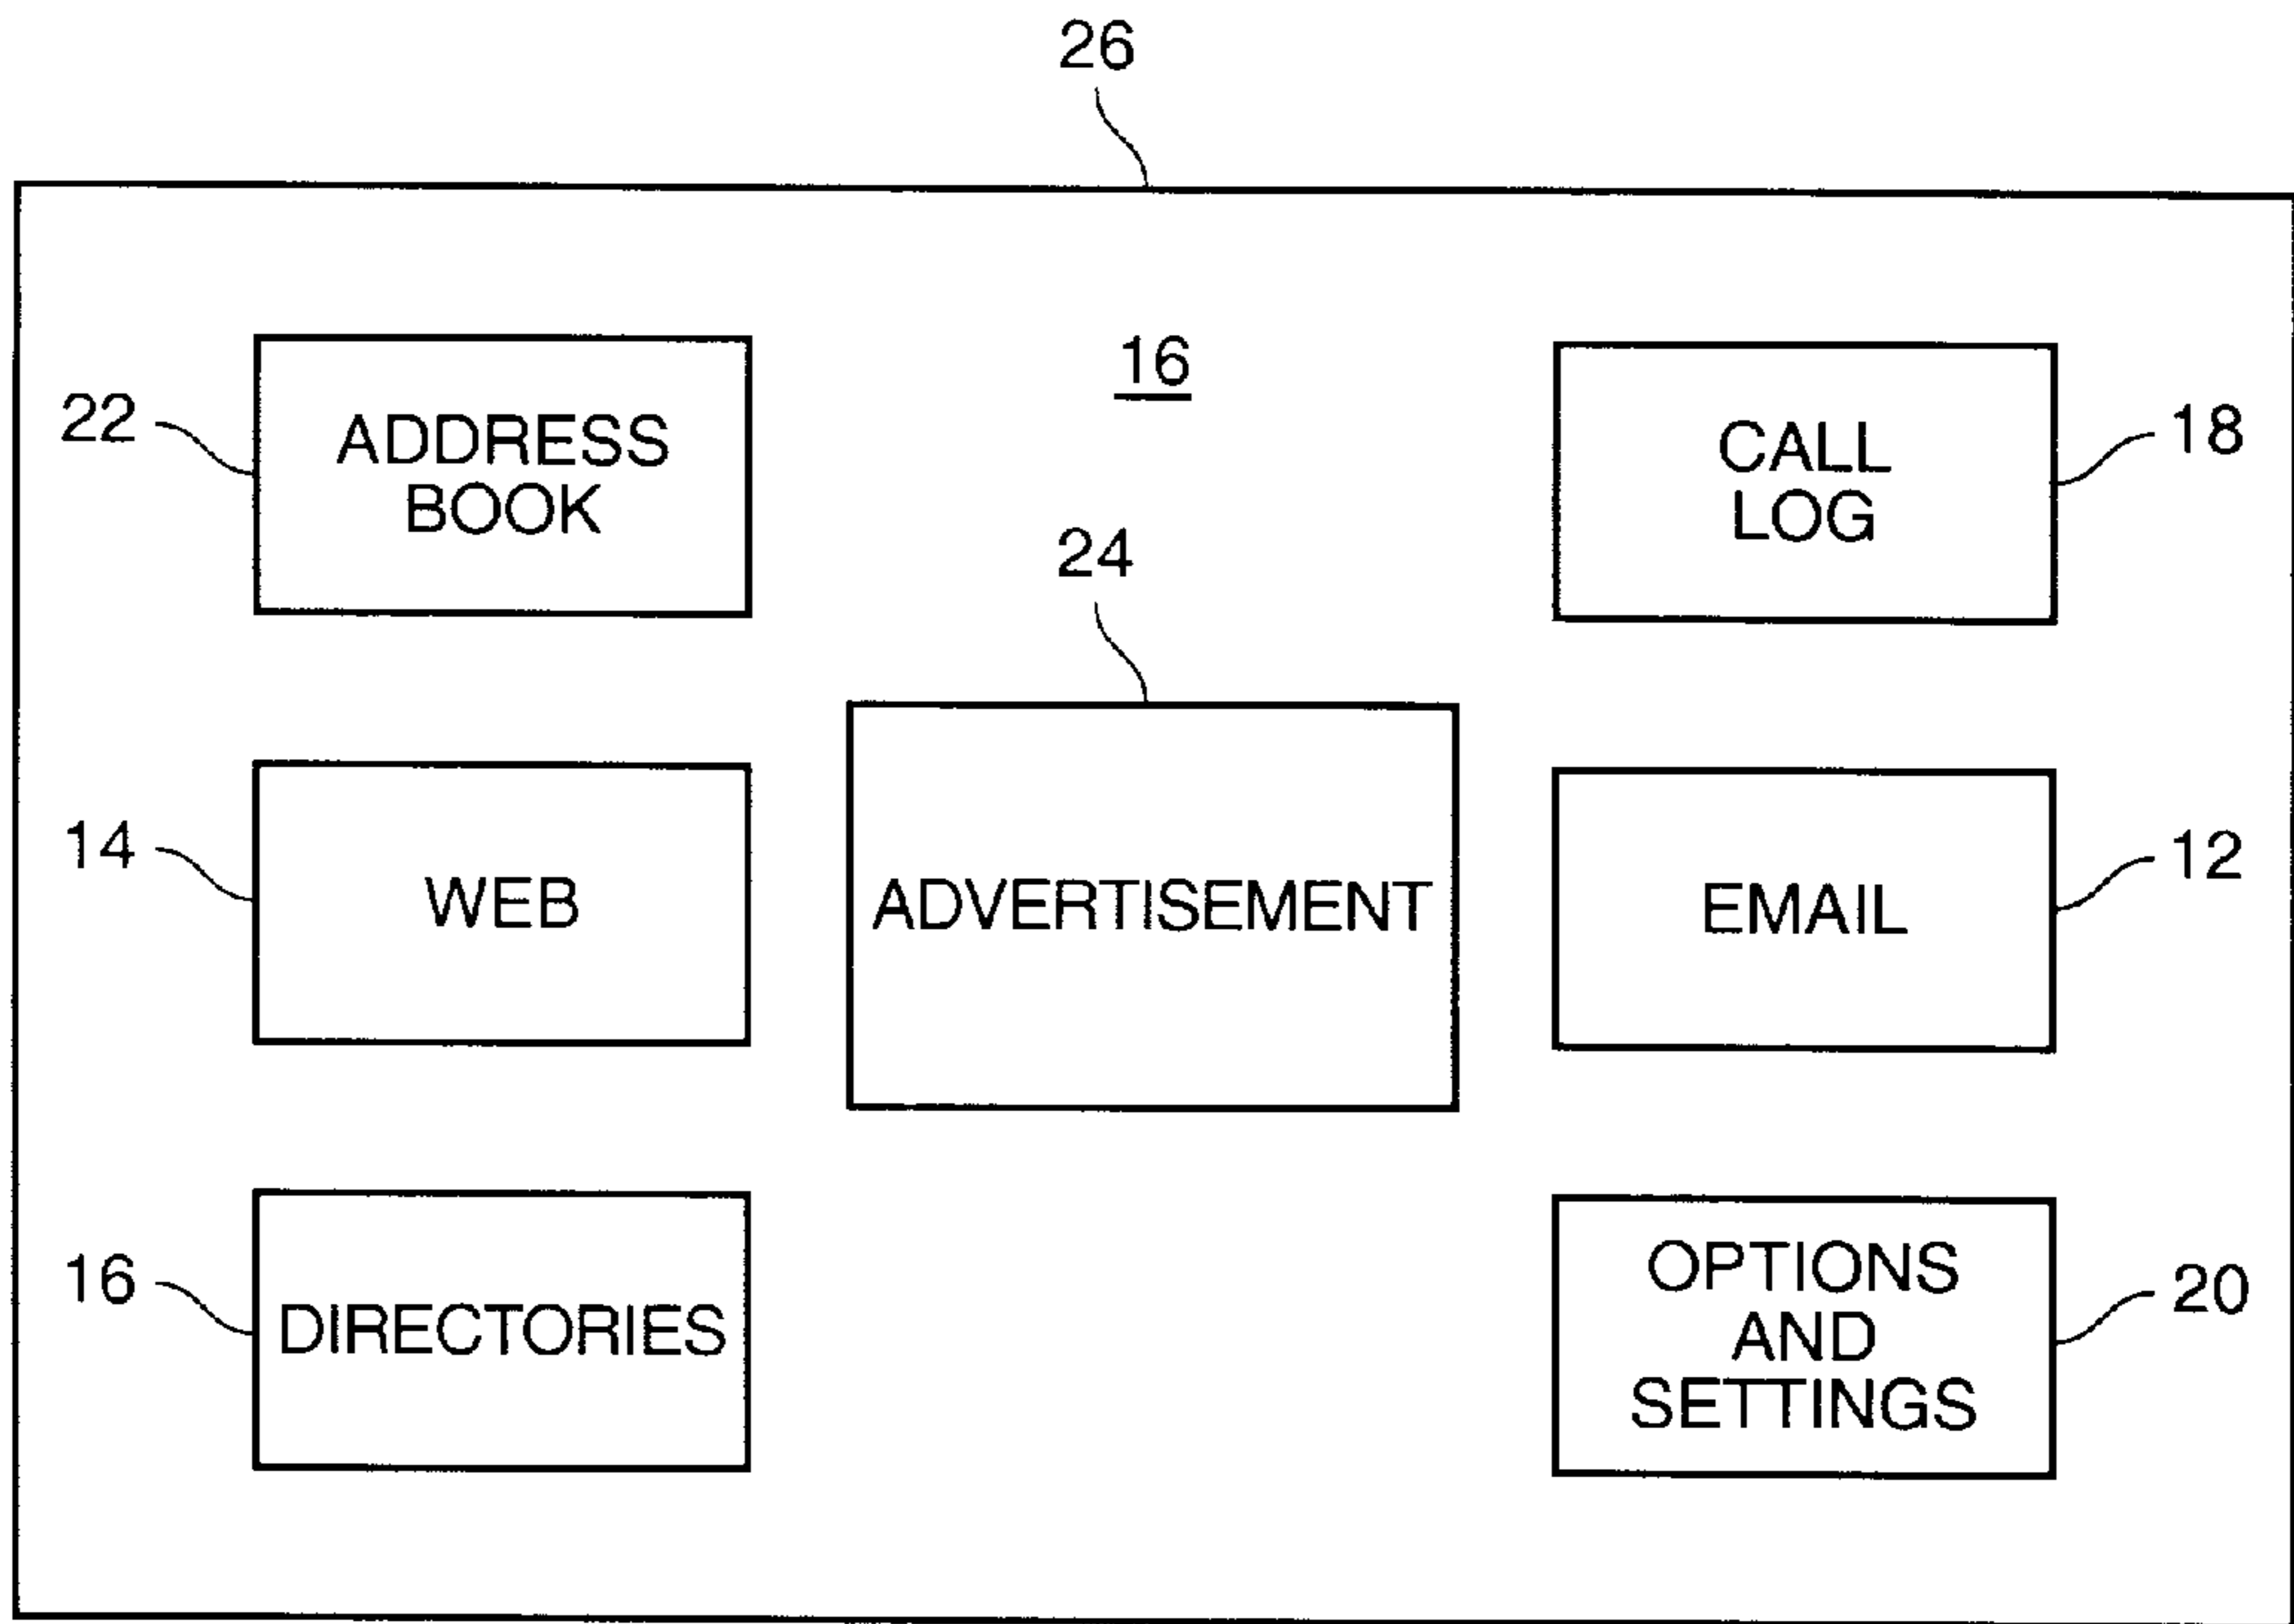 26
16
22
ADDRESS
BOOK
CALL
LOG
18
24
14
WEB
ADVERTISEMENT
EMAIL
12
16
DIRECTORIES
OPTIONS
AND
SETTINGS
20